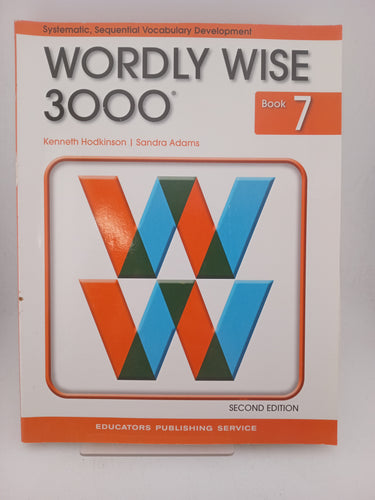 Systematic, Sequential Vocabulary Development
WORDLY WISE
3000®
Book 7
Kenneth Hodkinson | Sandra Adams
SECOND EDITION
EDUCATORS PUBLISHING SERVICE